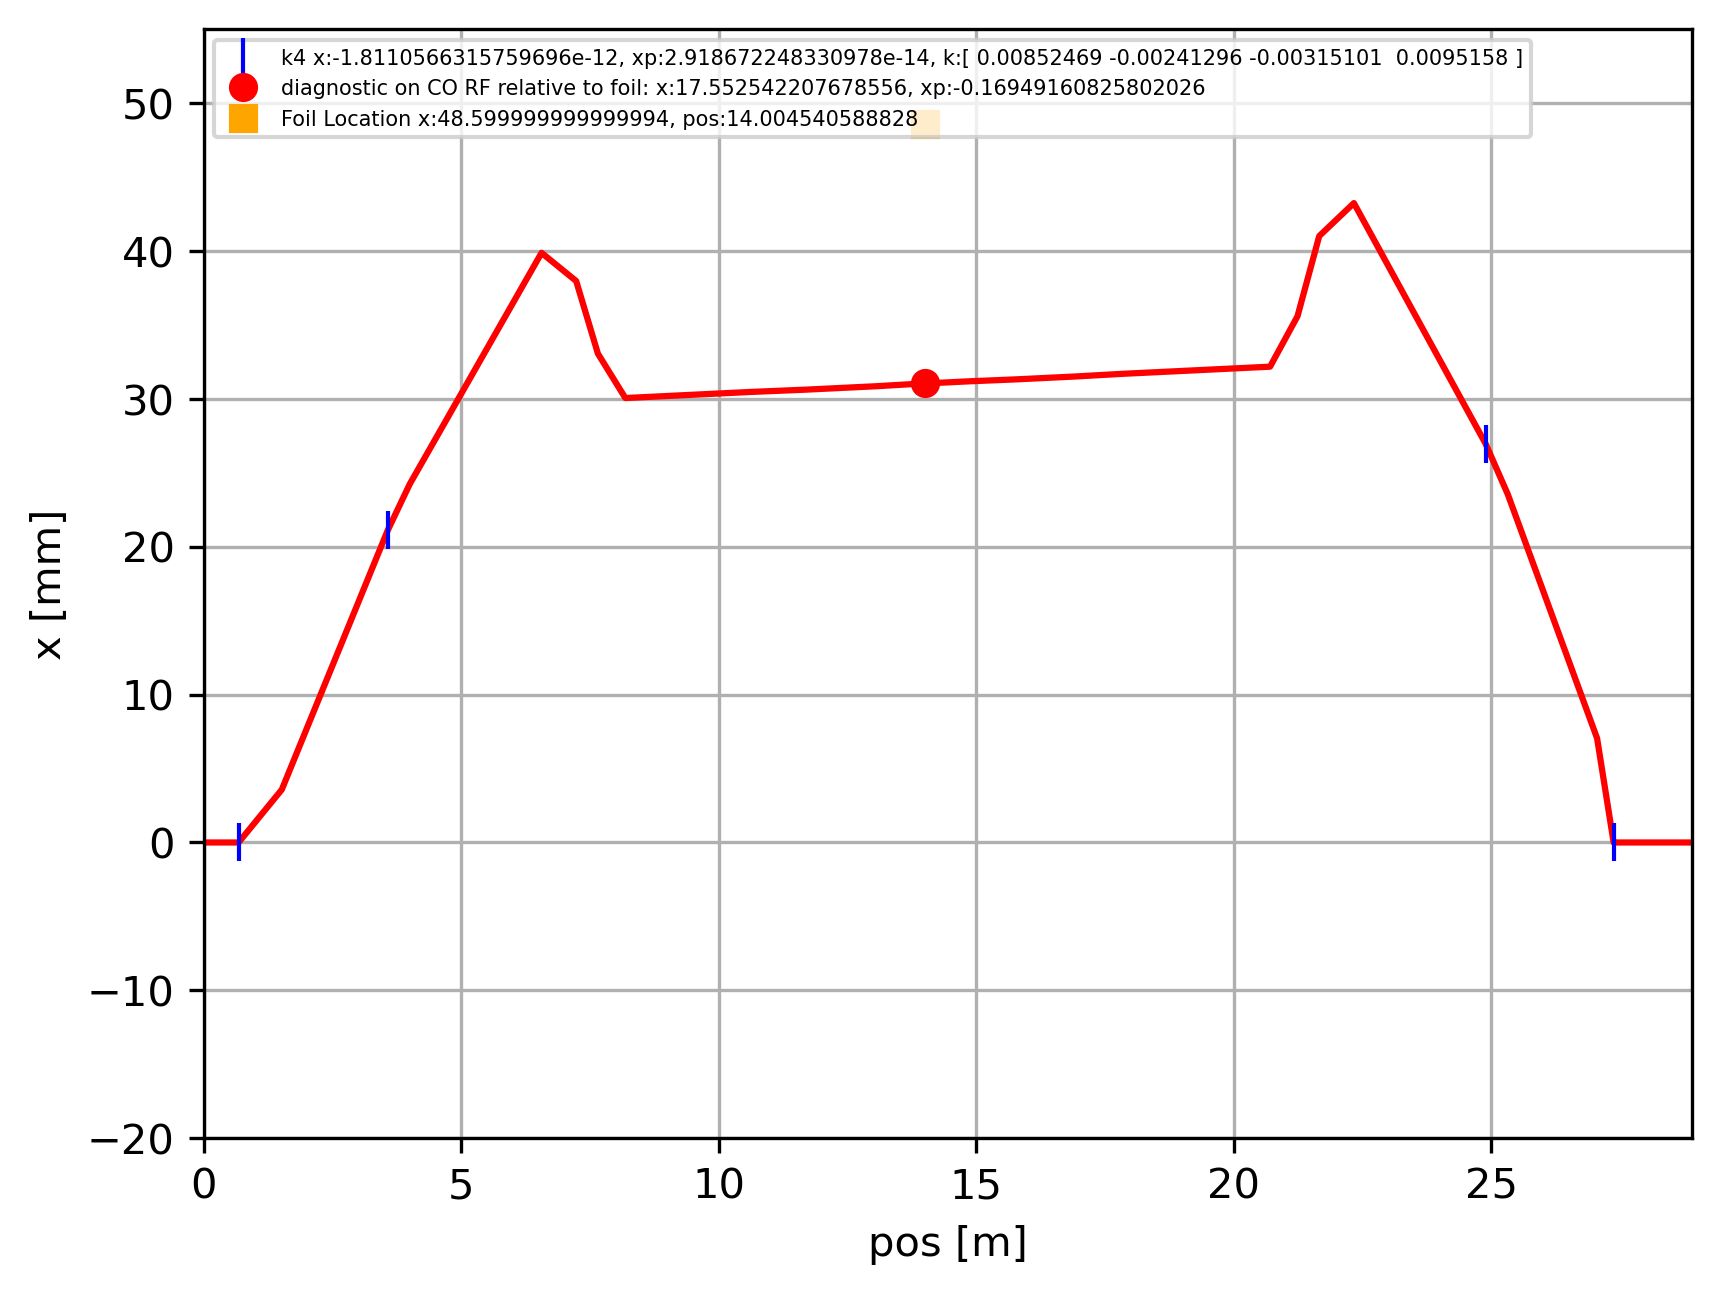 k4 x:-1.8110566315759696e-12, xp:2.918672248330978e-14, k:[ 0.00852469 -0.00241296 -0.00315101  0.0095158 ]
diagnostic on CO RF relative to foil: x:17.552542207678556, xp:-0.16949160825802026
Foil Location x:48.599999999999994, pos:14.004540588828
50
40
30
20
10
0
−10
−20
x [mm]
0 5 10 15 20 25
pos [m]